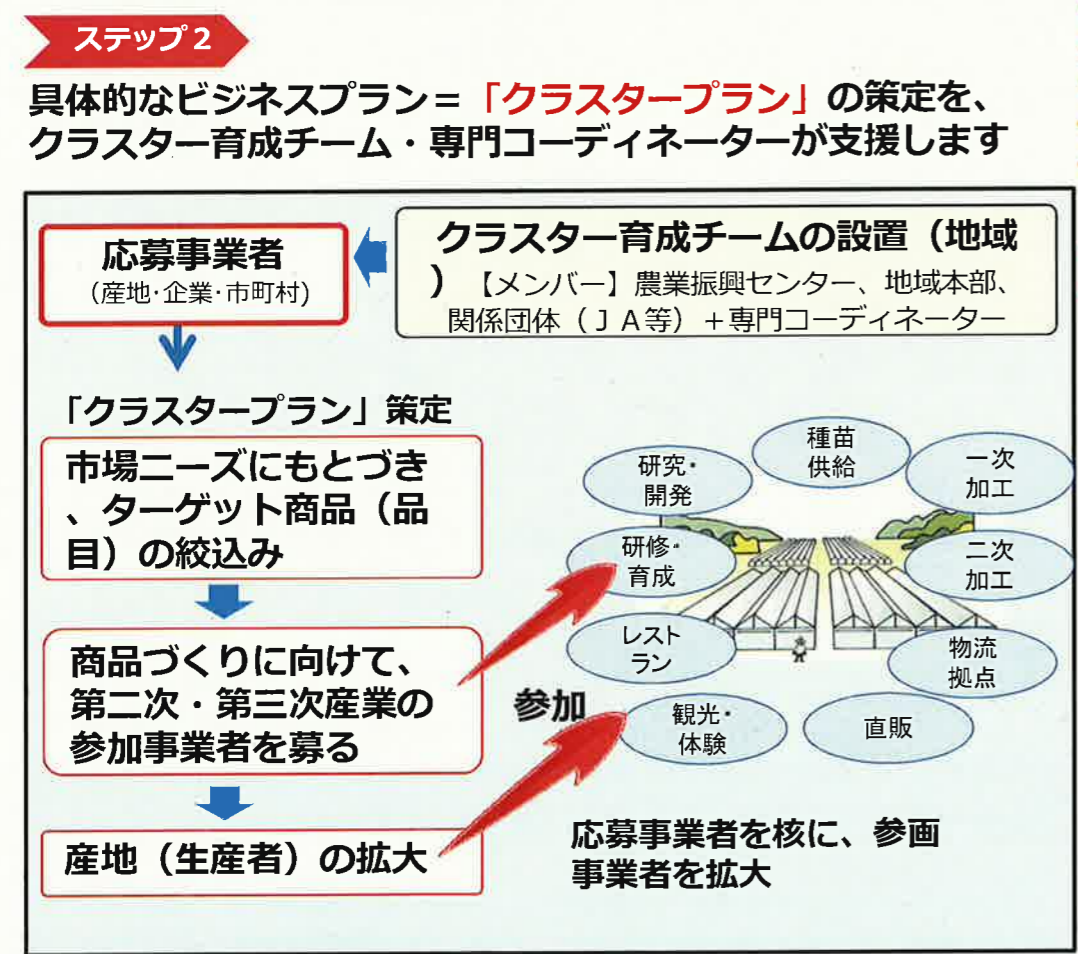 ステップ2
具体的なビジネスプラン＝「クラスタープラン」の策定を、
クラスター育成チーム・専門コーディネーターが支援します
応募事業者
（産地・企業・市町村）
クラスター育成チームの設置（地域
）【メンバー】農業振興センター、地域本部、
関係団体（ＪＡ等）＋専門コーディネーター
「クラスタープラン」策定
市場ニーズにもとづき
、ターゲット商品（品
目）の絞込み
商品づくりに向けて、
第二次・第三次産業の
参加事業者を募る
産地（生産者）の拡大
参加
種苗
供給
研究・
開発
一次
加工
研修・
育成
二次
加工
レスト
ラン
物流
拠点
観光・
体験
直販
応募事業者を核に、参画
事業者を拡大